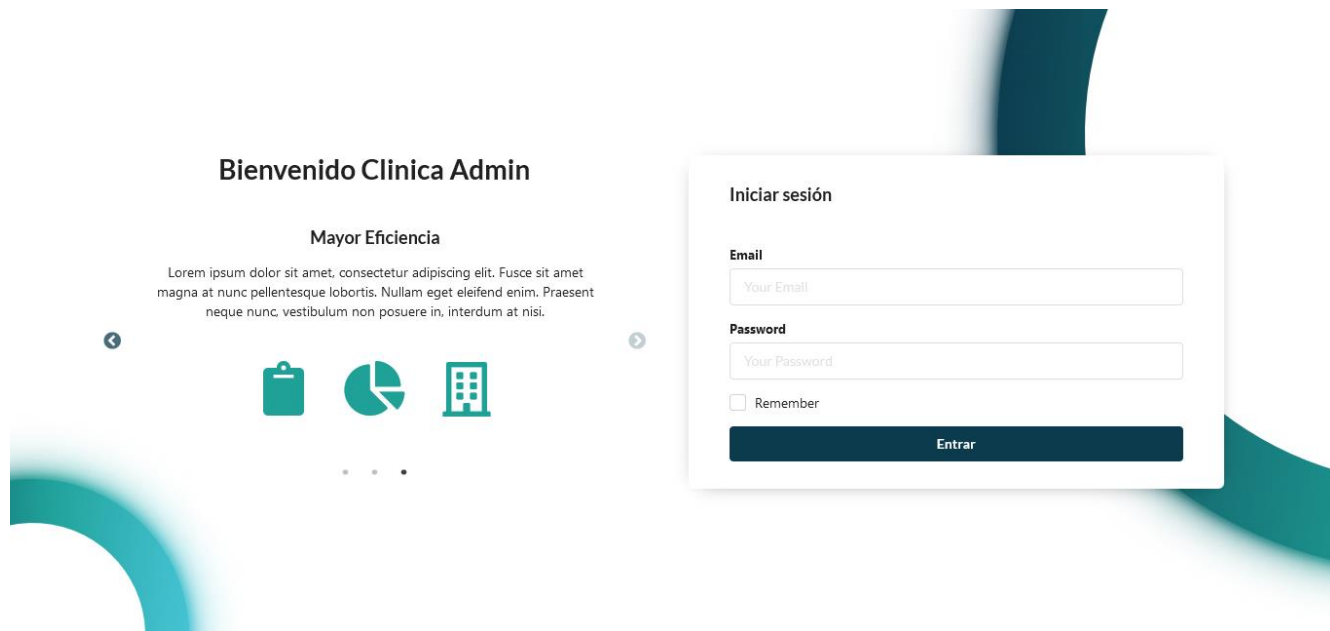 Bienvenido Clinica Admin
Mayor Eficiencia
Lorem ipsum dolor sit amet, consectetur adipiscing elit. Fusce sit amet
magna at nunc pellentesque lobortis. Nullam eget eleifend enim. Praesent
neque nunc, vestibulum non posuere in, interdum at nisi.
Iniciar sesión
Email
Your Email
Password
Your Password
Remember
Entrar